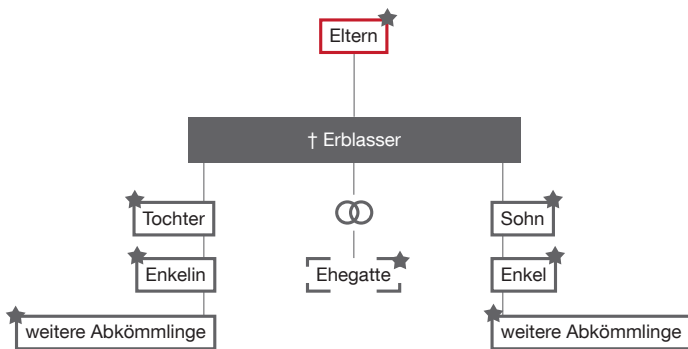 Eltern
† Erblasser
Tochter
Sohn
Enkelin
Ehegatte
Enkel
weitere Abkömmlinge
weitere Abkömmlinge